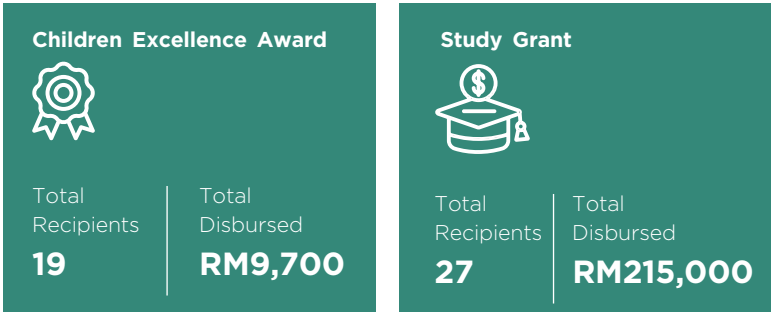 Children Excellence Award
Total
Recipients
19
Total
Disbursed
RM9,700
Study Grant
$
Total
Recipients
27
Total
Disbursed
RM215,000